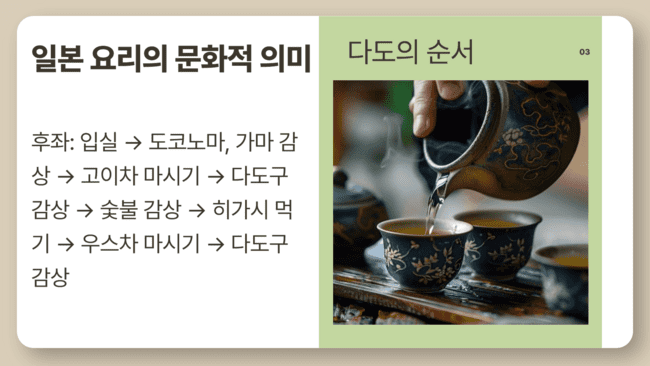 일본 요리의 문화적 의미
후좌: 입실 → 도코노마, 가마 감
상 → 고이차 마시기 → 다도구
감상 → 숯불 감상 → 히가시 먹
기 → 우스차 마시기 → 다도구
감상
다도의 순서
03